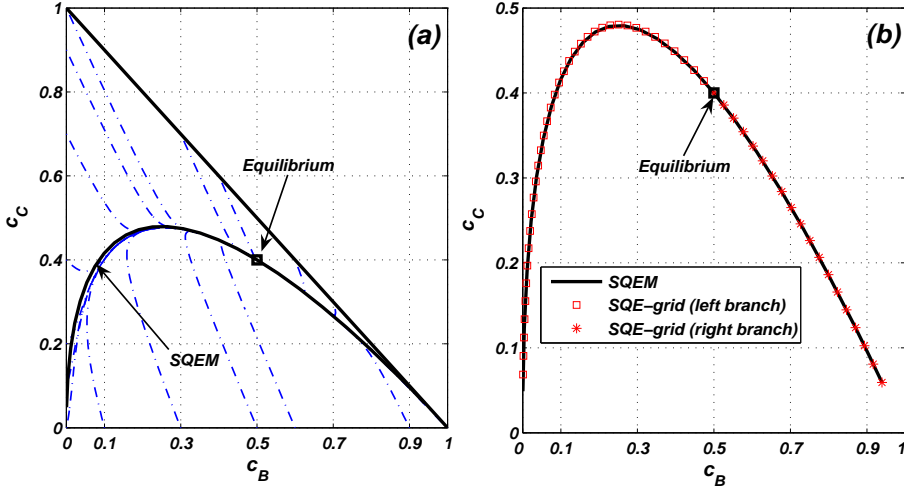 (a)
1
0.8
0.6
0.4
0.2
0
c_C
0 0.1 0.3 0.5 0.7 0.9 1
c_B
Equilibrium
SQEM
(b)
0.5
0.4
0.3
0.2
0.1
0
c_C
0 0.1 0.3 0.5 0.7 0.9 1
c_B
Equilibrium
SQEM
SQE–grid (left branch)
SQE–grid (right branch)